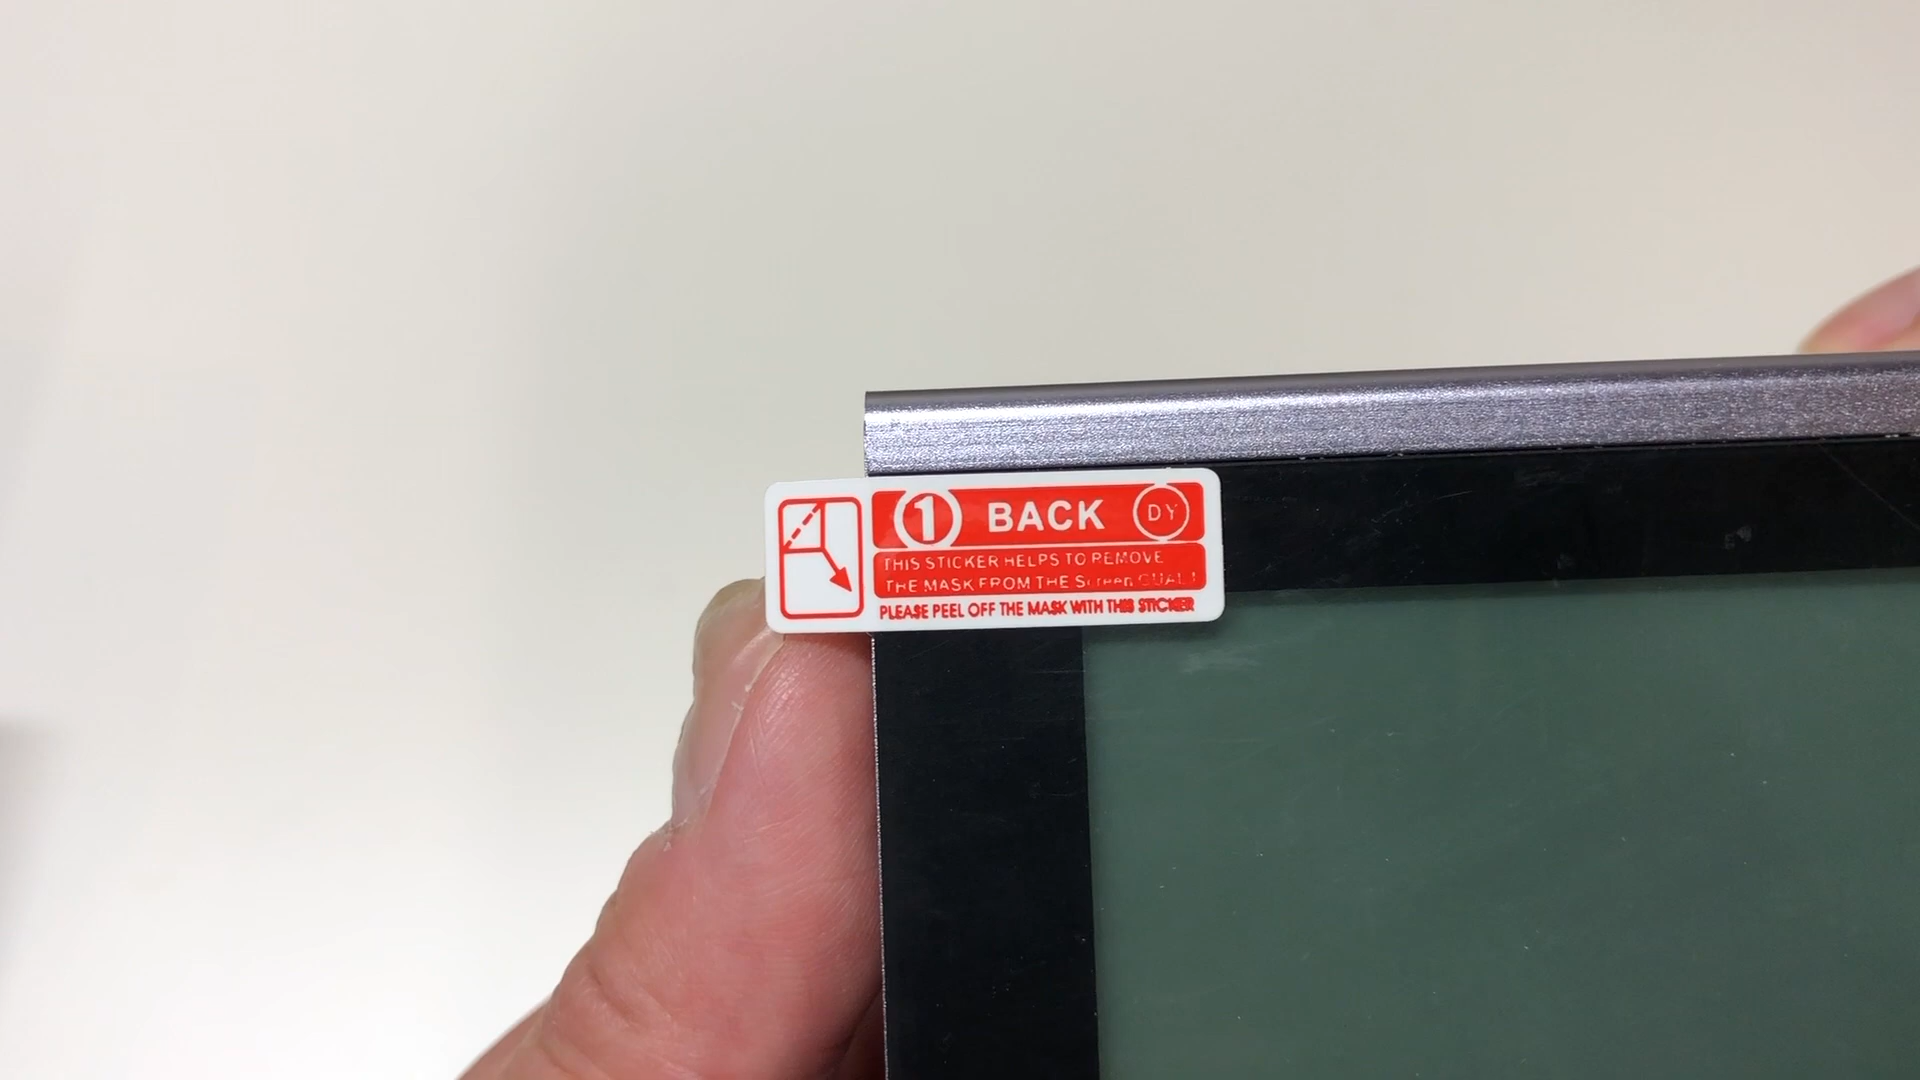 1 BACK DY
THIS STICKER HELPS TO REMOVE
THE MASK FROM THE Screen
PLEASE PEEL OFF THE MASK WITH THIS STICKER